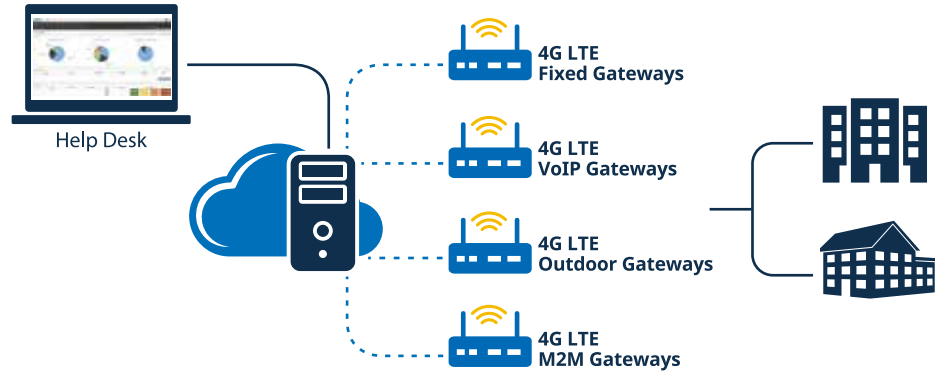 Help Desk
4G LTE
Fixed Gateways
4G LTE
VoIP Gateways
4G LTE
Outdoor Gateways
4G LTE
M2M Gateways